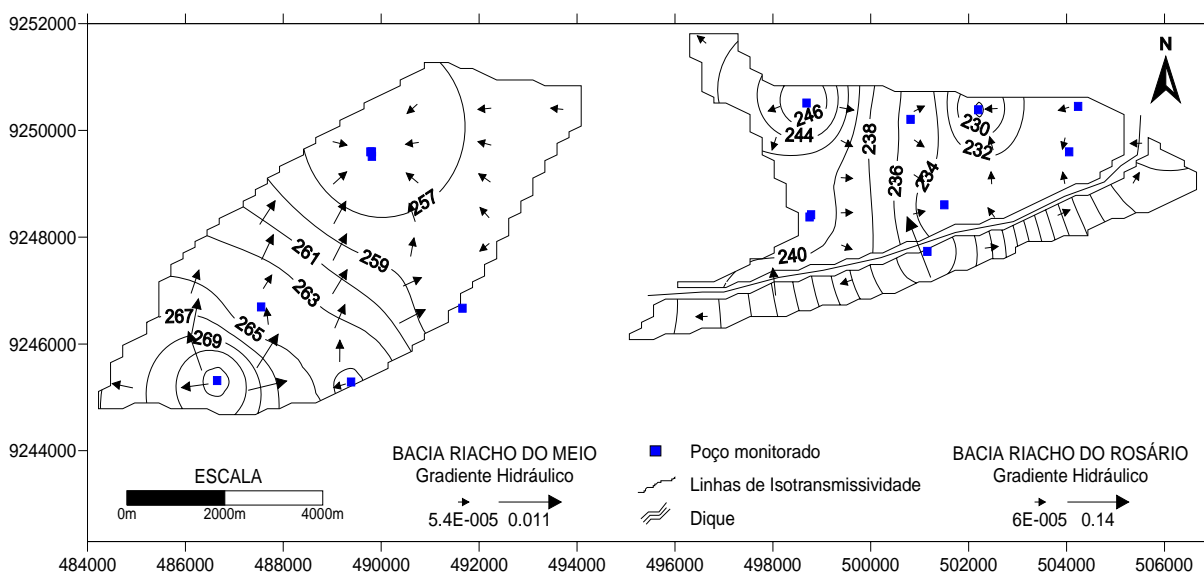 9252000
9250000
9248000
9246000
9244000
N
246
244
238
236
234
230
232
240
257
259
261
263
265
267
269
ESCALA
0m 2000m 4000m
BACIA RIACHO DO MEIO
Gradiente Hidráulico
5.4E-005 0.011
Poço monitorado
Linhas de Isotransmissividade
Dique
BACIA RIACHO DO ROSÁRIO
Gradiente Hidráulico
6E-005 0.14
484000 486000 488000 490000 492000 494000 496000 498000 500000 502000 504000 506000